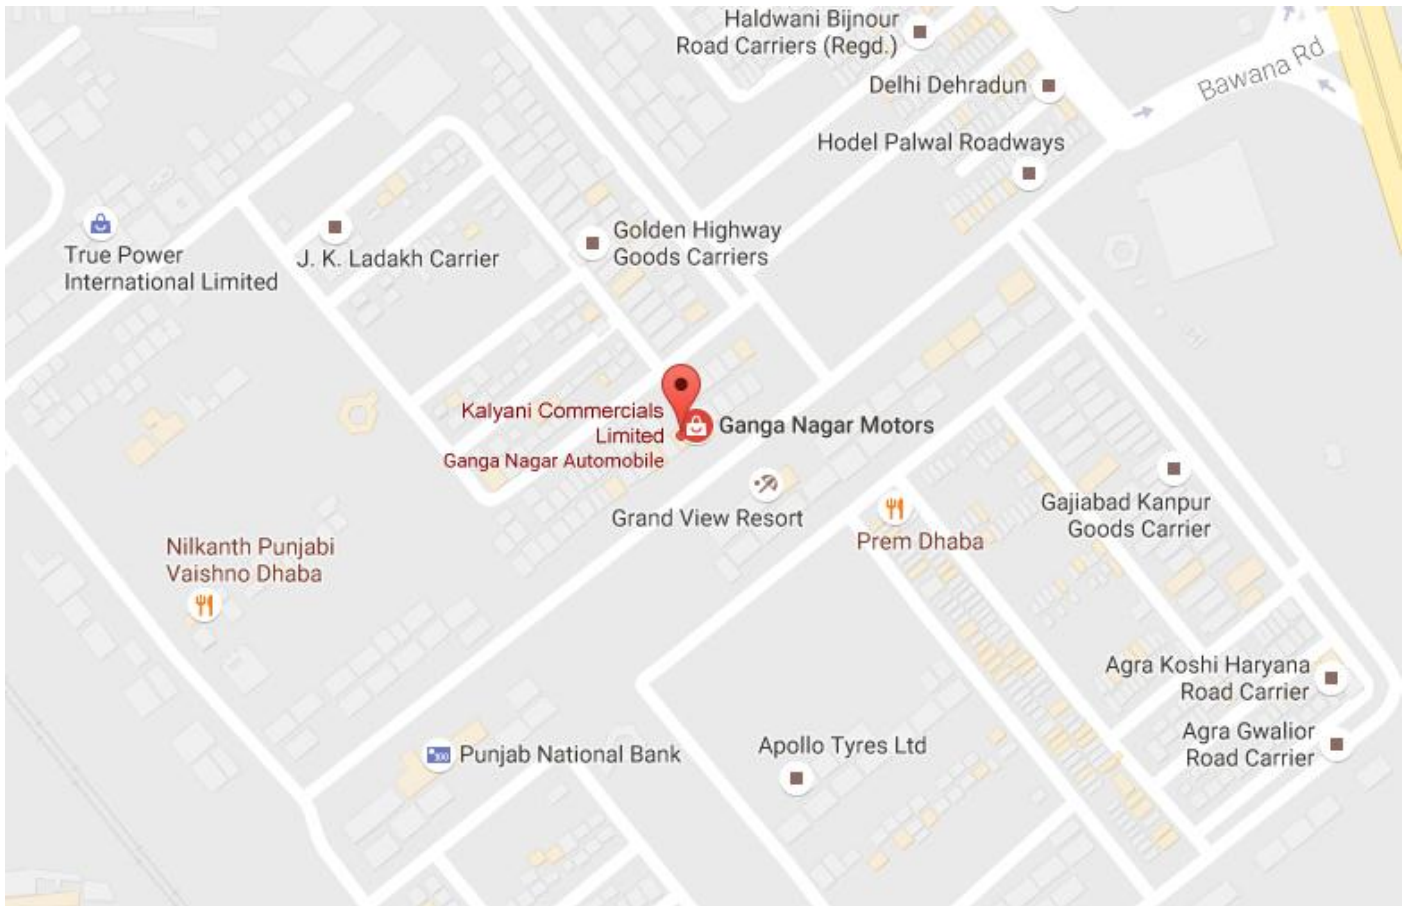 Haldwani Bijnour
Road Carriers (Regd.)
Bawana Rd
Delhi Dehradun
Hodel Palwal Roadways
True Power
International Limited
J. K. Ladakh Carrier
Golden Highway
Goods Carriers
Kalyani Commercials
Limited
Ganga Nagar Automobile
Ganga Nagar Motors
Grand View Resort
Prem Dhaba
Gajiabad Kanpur
Goods Carrier
Nilkanth Punjabi
Vaishno Dhaba
Agra Koshi Haryana
Road Carrier
Agra Gwalior
Road Carrier
Punjab National Bank
Apollo Tyres Ltd